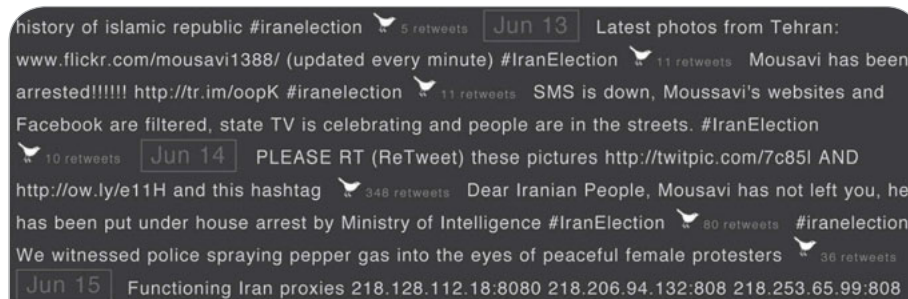 history of islamic republic #iranelection 5 retweets Jun 13 Latest photos from Tehran:
www.flickr.com/mousavi1388/ (updated every minute) #IranElection 11 retweets Mousavi has been
arrested!!!!!! http://tr.im/oopK #iranelection 11 retweets SMS is down, Moussavi's websites and
Facebook are filtered, state TV is celebrating and people are in the streets. #IranElection
10 retweets Jun 14 PLEASE RT (ReTweet) these pictures http://twitpic.com/7c85l AND
http://ow.ly/e11H and this hashtag 348 retweets Dear Iranian People, Mousavi has not left you, he
has been put under house arrest by Ministry of Intelligence #IranElection 80 retweets #iranelection
We witnessed police spraying pepper gas into the eyes of peaceful female protesters 36 retweets
Jun 15 Functioning Iran proxies 218.128.112.18:8080 218.206.94.132:808 218.253.65.99:808